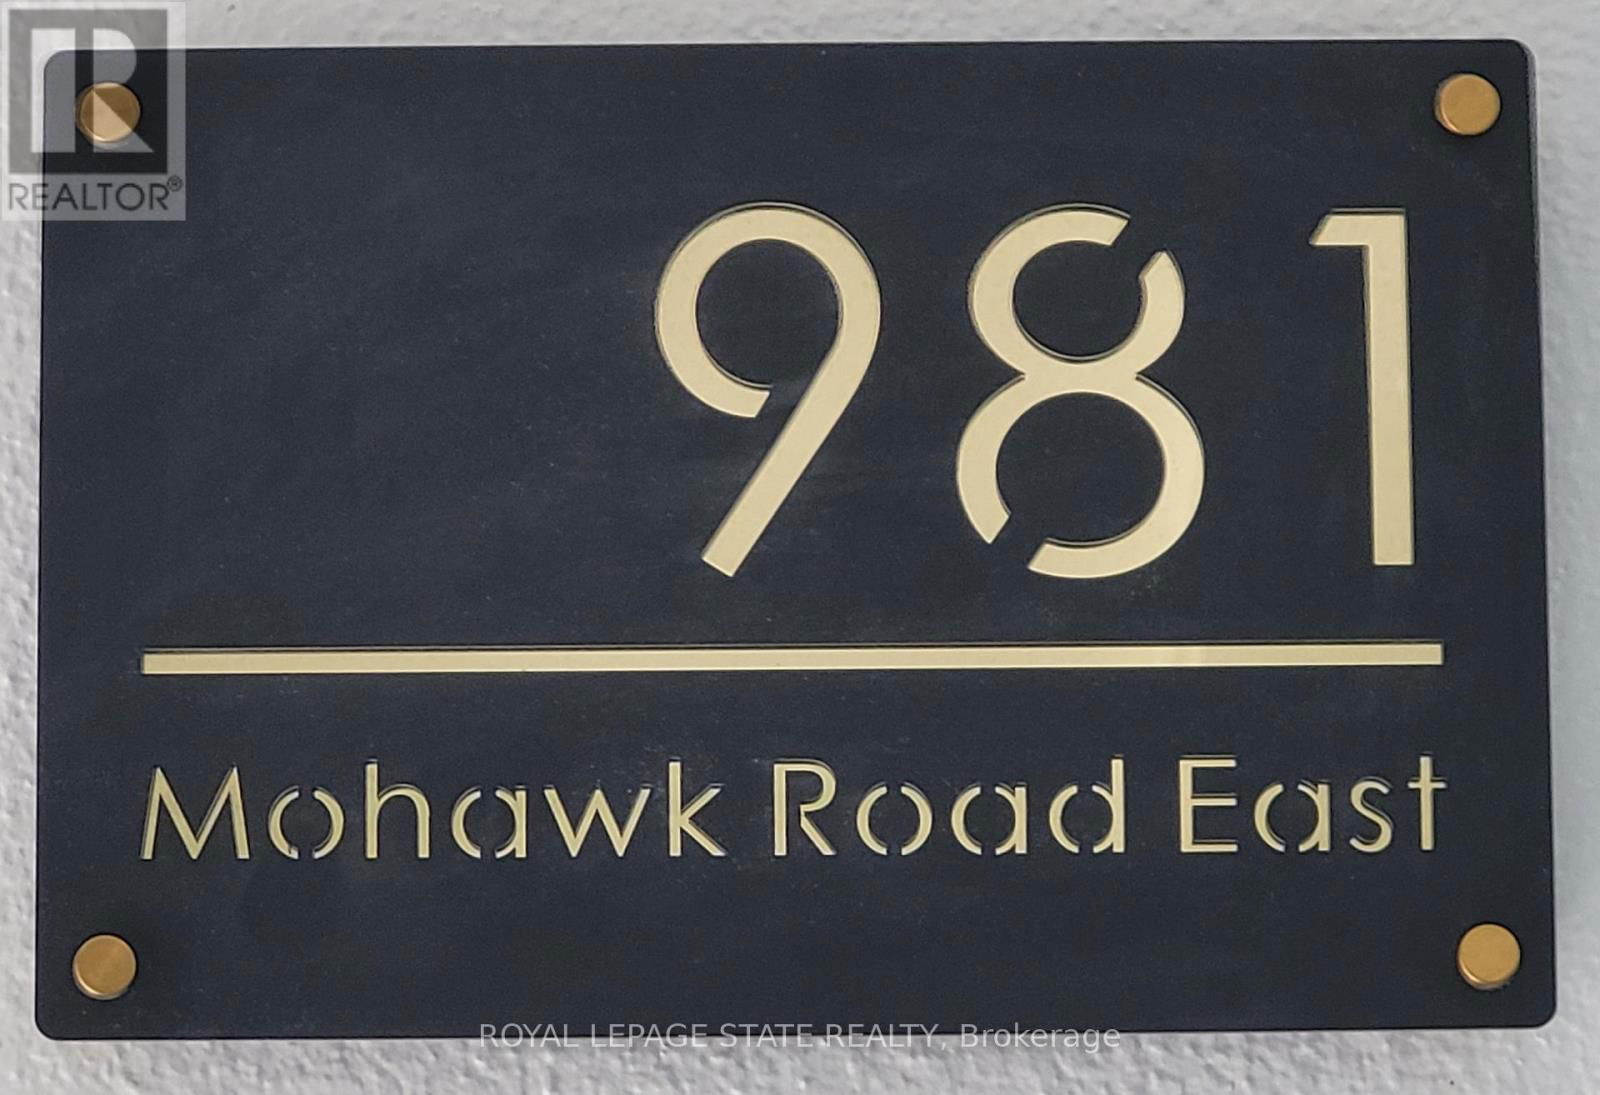 REALTOR®
981
Mohawk Road East
ROYAL LEPAGE STATE REALTY, Brokerage